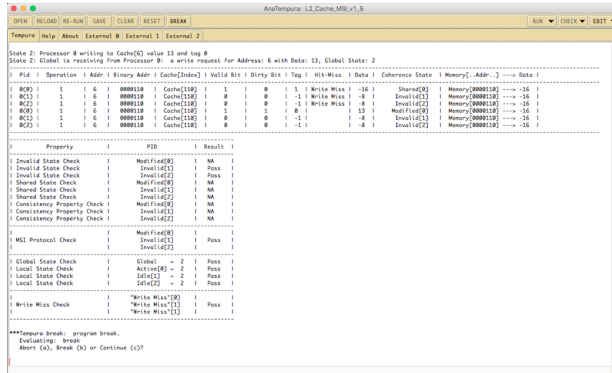 AnaTempura: L2_Cache_MSI_v1_5
OPEN RELOAD RE-RUN SAVE CLEAR RESET BREAK RUN CHECK EDIT
Tempura Help About External 0 External 1 External 2
State 2: Processor 0 writing to Cache[6] value 13 and tag 0
State 2: Global is receiving from Processor 0: a write request for Address: 6 with Data: 13, Global State: 2
| Pid | Operation | Addr | Binary Addr | Cache[Index] | Valid Bit | Dirty Bit | Tag | Hit-Miss | Data | Coherence State | Memory[..Addr..] ---> Data |
| 0(0) | 1 | 6 | 0000110 | Cache[110] | 1 | 0 | 1 | Write Miss | -16 | Shared[0] | Memory[0000110] ---> -16 |
| 0(1) | 1 | 6 | 0000110 | Cache[110] | 0 | 0 | -1 | Write Miss | -8 | Invalid[1] | Memory[0000110] ---> -16 |
| 0(2) | 1 | 6 | 0000110 | Cache[110] | 0 | 0 | -1 | Write Miss | -8 | Invalid[2] | Memory[0000110] ---> -16 |
| 0(0) | 1 | 6 | 0000110 | Cache[110] | 1 | 1 | 0 | | 13 | Modified[0] | Memory[0000110] ---> -16 |
| 0(1) | 1 | 6 | 0000110 | Cache[110] | 0 | 0 | -1 | | -8 | Invalid[1] | Memory[0000110] ---> -16 |
| 0(2) | 1 | 6 | 0000110 | Cache[110] | 0 | 0 | -1 | | -8 | Invalid[2] | Memory[0000110] ---> -16 |
| Property | PID | Result |
| Invalid State Check | Modified[0] | NA |
| Invalid State Check | Invalid[1] | Pass |
| Invalid State Check | Invalid[2] | Pass |
| Shared State Check | Modified[0] | NA |
| Shared State Check | Invalid[1] | NA |
| Shared State Check | Invalid[2] | NA |
| Consistency Property Check | Modified[0] | NA |
| Consistency Property Check | Invalid[1] | NA |
| Consistency Property Check | Invalid[2] | NA |
| | Modified[0] | |
| MSI Protocol Check | Invalid[1] | Pass |
| | Invalid[2] | |
| Global State Check | Global = 2 | Pass |
| Local State Check | Active[0] = 2 | Pass |
| Local State Check | Idle[1] = 2 | Pass |
| Local State Check | Idle[2] = 2 | Pass |
| | "Write Miss"[0] | |
| Write Miss Check | "Write Miss"[1] | Pass |
| | "Write Miss"[1] | |
***Tempura break: program break.
Evaluating: break
Abort (a), Break (b) or Continue (c)?